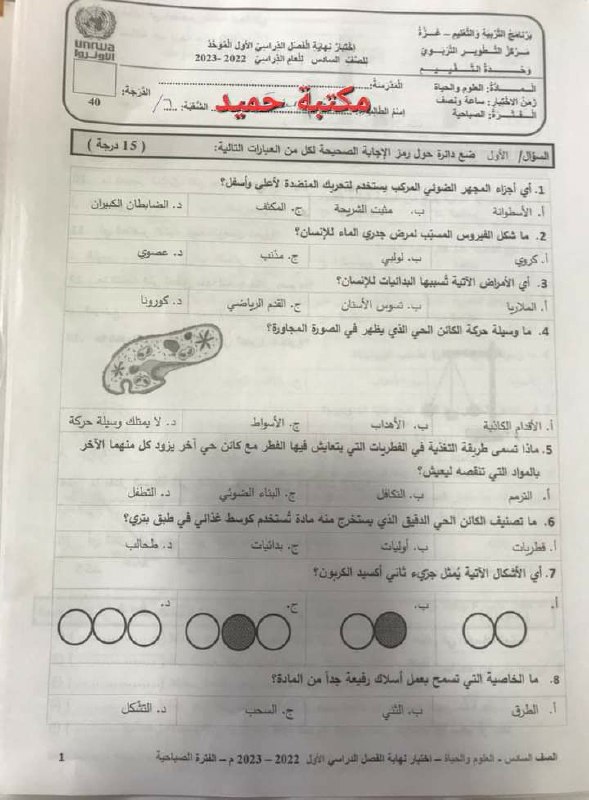 unrwa
الأونروا
برنامج التربية والتعليم - غـزة
مركز التطوير التربوي
وحـدة التـقـيـيـم
اختبار نهاية الفصل الدراسي الأول الموحد
للصف السادس للعام الدراسي 2022 -2023
المــادة: العلوم والحياة
زمن الاختبار: ساعة ونصف
الـفـتـرة: الصباحية
المدرسة:
اسم الطالب
الشعبة: 6/
مكتبة حميد
الدرجة:
40
السؤال/ الأول ضع دائرة حول رمز الإجابة الصحيحة لكل من العبارات التالية: ( 15 درجة )
1. أي أجزاء المجهر الضوئي المركب يستخدم لتحريك المنضدة لأعلى وأسفل؟
أ. الأسطوانة ب. مثبت الشريحة ج. المكثف د. الضابطان الكبيران
2. ما شكل الفيروس المسبّب لمرض جدري الماء للإنسان؟
أ. كروي ب. لولبي ج. مذنب د. عصوي
3. أي الأمراض الآتية تُسببها البدائيات للإنسان؟
أ. الملاريا ب. تسوس الأسنان ج. القدم الرياضي د. كورونا
4. ما وسيلة حركة الكائن الحي الذي يظهر في الصورة المجاورة؟
أ. الأقدام الكاذبة ب. الأهداب ج. الأسواط د. لا يمتلك وسيلة حركة
5. ماذا تسمى طريقة التغذية في الفطريات التي يتعايش فيها الفطر مع كائن حي آخر يزود كل منهما الآخر
بالمواد التي تنقصه ليعيش؟
أ. الترمم ب. التكافل ج. البناء الضوئي د. التطفل
6. ما تصنيف الكائن الحي الدقيق الذي يستخرج منه مادة تُستخدم كوسط غذائي في طبق بتري؟
أ. فطريات ب. أوليات ج. بدائيات د. طحالب
7. أي الأشكال الآتية يُمثل جزيء ثاني أكسيد الكربون؟
أ. ب. ج. د.
8. ما الخاصية التي تسمح بعمل أسلاك رفيعة جداً من المادة؟
أ. الطرق ب. الثني ج. السحب د. التشكل
الصف السادس - العلوم والحياة – اختبار نهاية الفصل الدراسي الأول 2022 – 2023 م – الفترة الصباحية 1